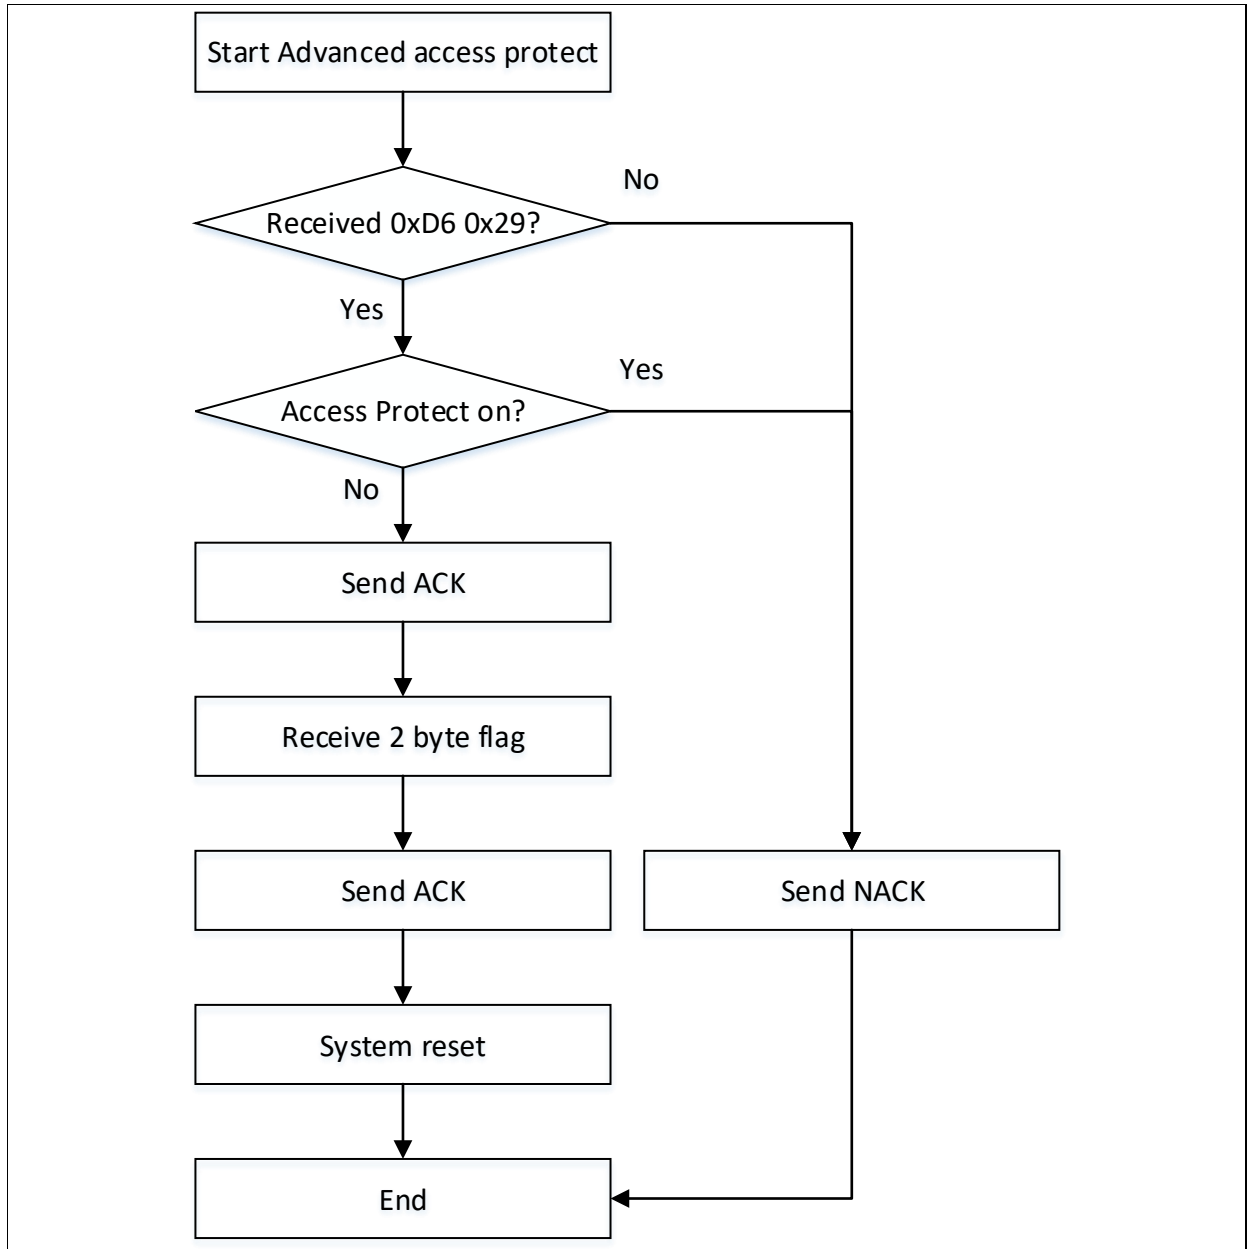 Start Advanced access protect
No
Received 0xD6 0x29?
Yes
Yes
Access Protect on?
No
Send ACK
Receive 2 byte flag
Send ACK
Send NACK
System reset
End